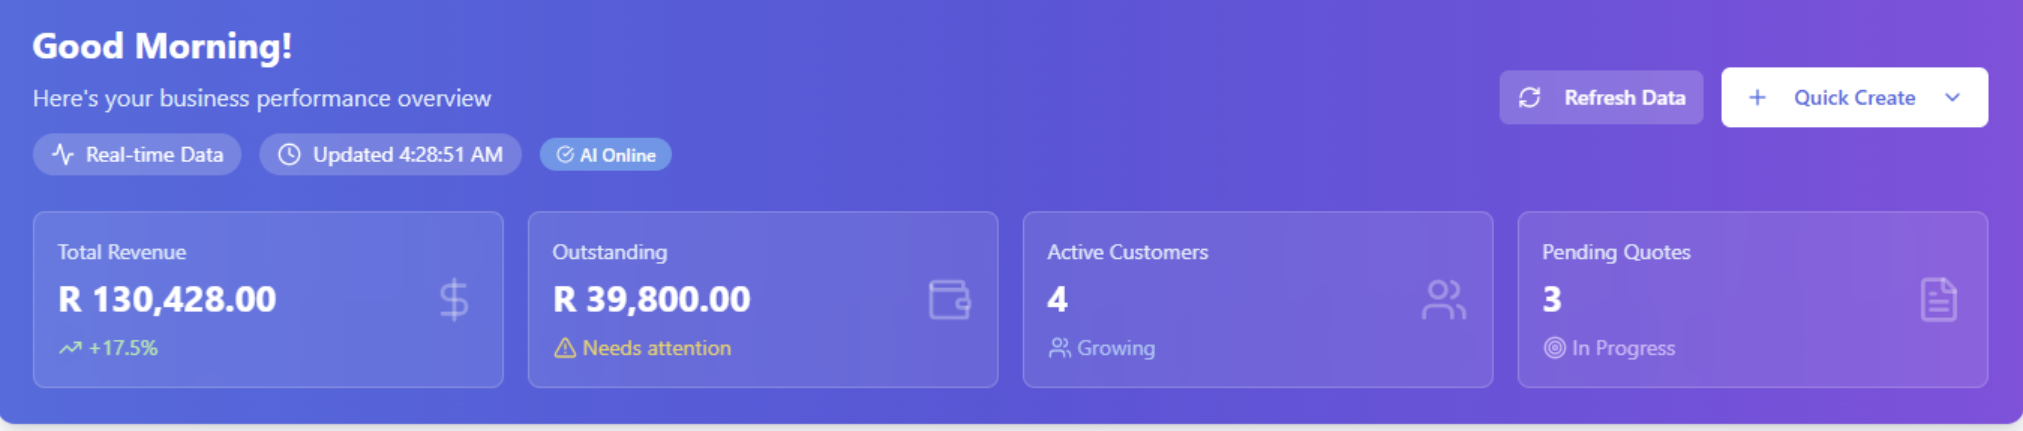 Good Morning!
Here's your business performance overview
Real-time Data
Updated 4:28:51 AM
AI Online
Refresh Data
Quick Create
Total Revenue
R 130,428.00
+17.5%
Outstanding
R 39,800.00
Needs attention
Active Customers
4
Growing
Pending Quotes
3
In Progress